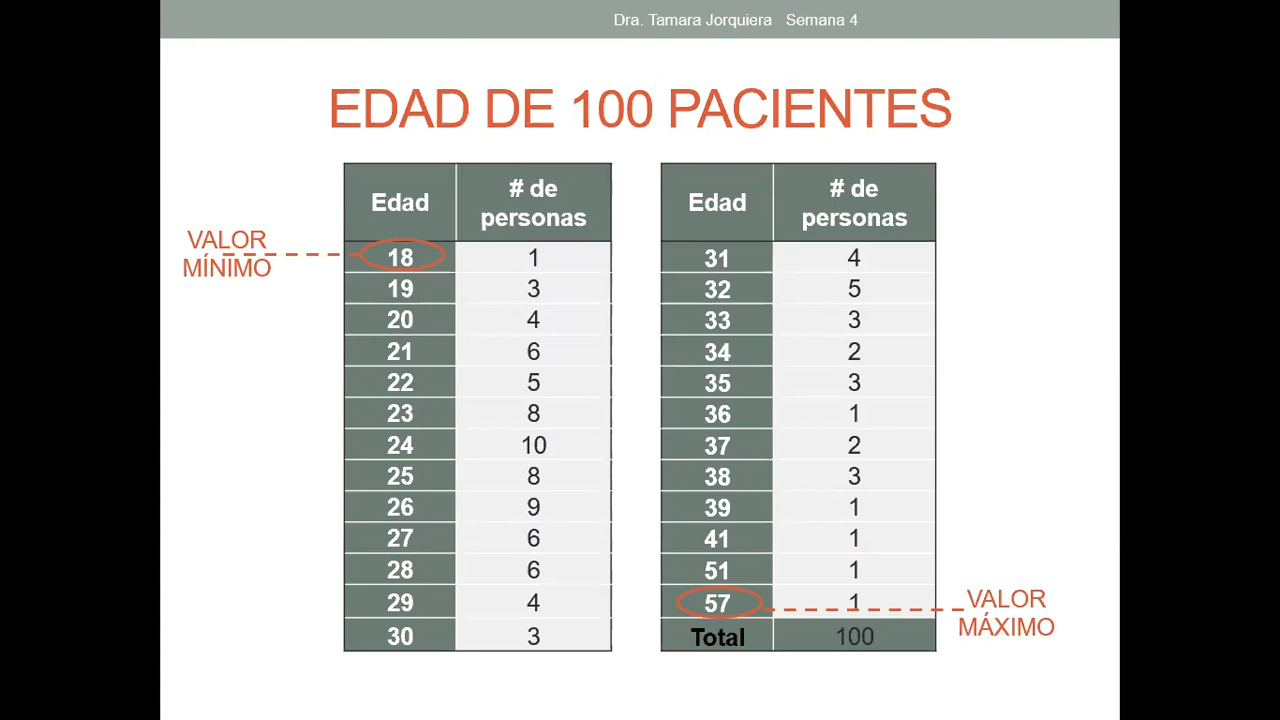 Dra. Tamara Jorquiera Semana 4
EDAD DE 100 PACIENTES
VALOR
MÍNIMO
Edad # de personas
18 1
19 3
20 4
21 6
22 5
23 8
24 10
25 8
26 9
27 6
28 6
29 4
30 3
Edad # de personas
31 4
32 5
33 3
34 2
35 3
36 1
37 2
38 3
39 1
41 1
51 1
57 1
Total 100
VALOR
MÁXIMO